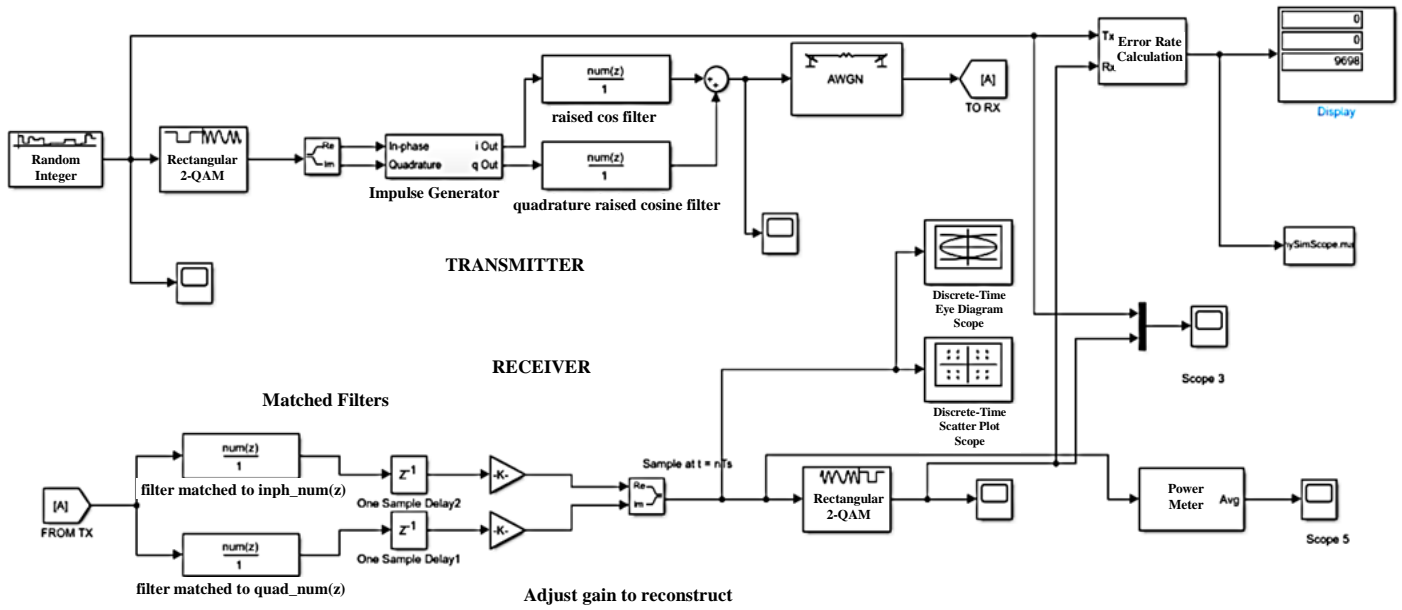 Tx
Rx
Error Rate
Calculation
0
0
9698
Display
num(z)
1
raised cos filter
+
+
AWGN
[A]
TO RX
Random
Integer
Rectangular
2-QAM
Re
Im
In-phase
i Out
Quadrature
q Out
Impulse Generator
num(z)
1
quadrature raised cosine filter
TRANSMITTER
ySimScope.ma
Discrete-Time
Eye Diagram
Scope
RECEIVER
Discrete-Time
Scatter Plot
Scope
Scope 3
Matched Filters
num(z)
1
filter matched to inph_num(z)
Z-1
One Sample Delay2
-K-
Sample at t = nTs
Re
Im
[A]
FROM TX
num(z)
1
filter matched to quad_num(z)
Z-1
One Sample Delay1
-K-
Rectangular
2-QAM
Power
Meter
Avg
Scope 5
Adjust gain to reconstruct